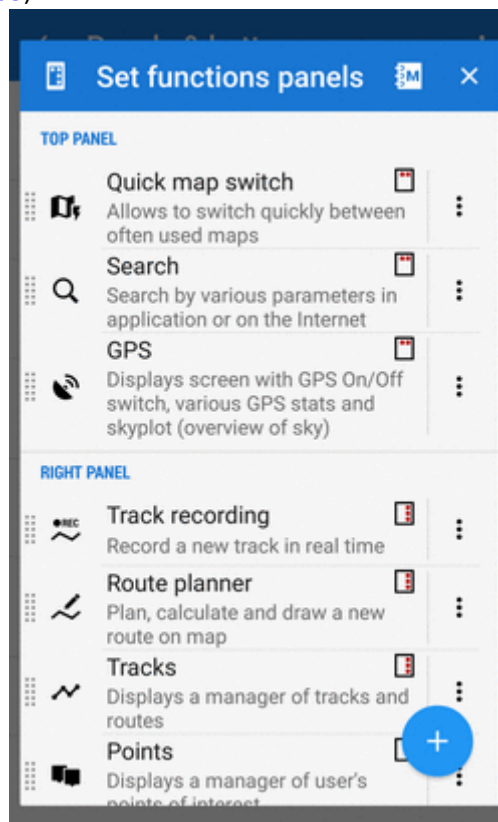 Set functions panels
TOP PANEL
Quick map switch
Allows to switch quickly between
often used maps
Search
Search by various parameters in
application or on the Internet
GPS
Displays screen with GPS On/Off
switch, various GPS stats and
skyplot (overview of sky)
RIGHT PANEL
REC
Track recording
Record a new track in real time
Route planner
Plan, calculate and draw a new
route on map
Tracks
Displays a manager of tracks and
routes
Points
Displays a manager of user's
points of interest